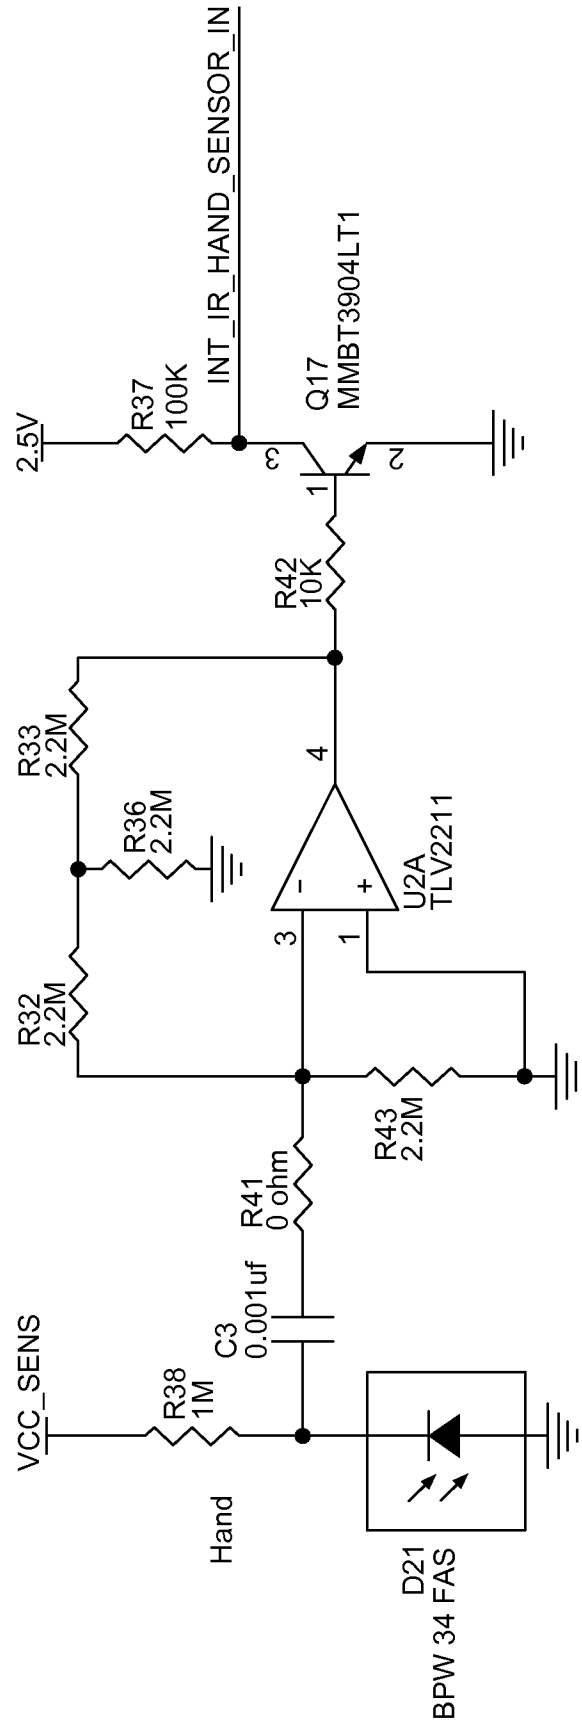 VCC_SENS
R38
1M
Hand
D21
BPW 34 FAS
C3
0.001uf
R41
0 ohm
R43
2.2M
R32
2.2M
R36
2.2M
R33
2.2M
3
1
-
+
4
U2A
TLV2211
R42
10K
2.5V
R37
100K
INT_IR_HAND_SENSOR_IN
3
1
2
Q17
MMBT3904LT1